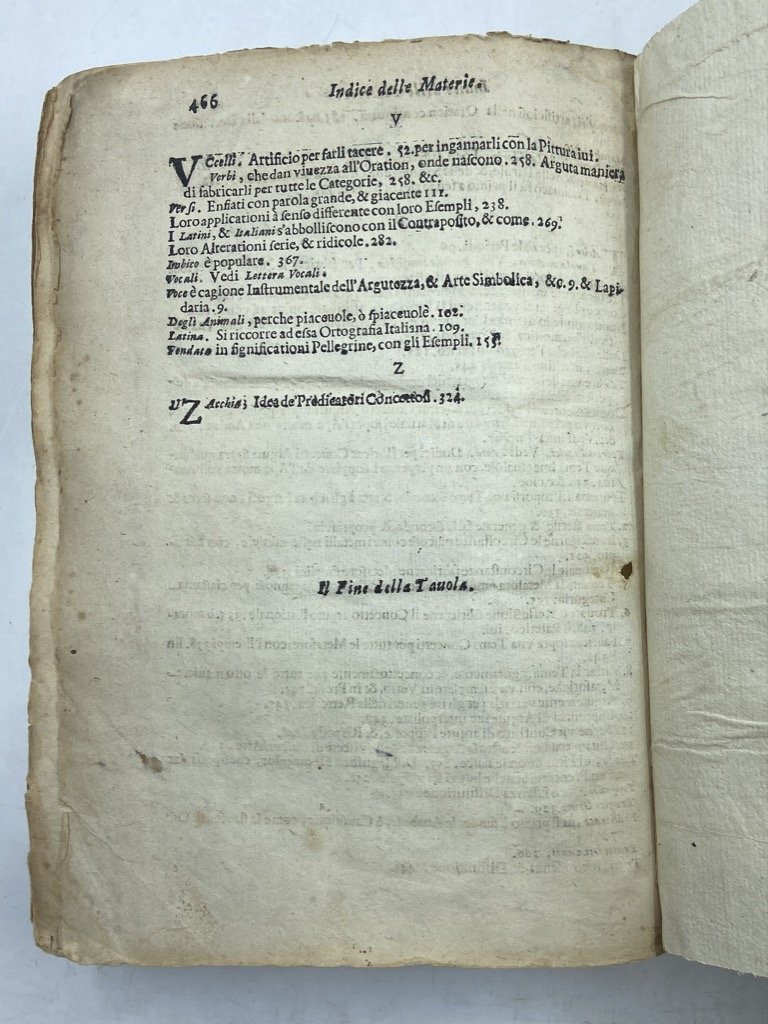 466
Indice delle Materie.
V
VCcelli. Artificio per farli tacere. 52. per ingannarli con la Pittura iui.
Verbi, che dan viuezza all'Oration, onde nascono. 258. Arguta maniera
di fabricarli per tutte le Categorie, 258. &c.
Versi. Enfiati con parola grande, & giacente 111.
Loro applicationi à senso differente con loro Esempli, 238.
I Latini, & Italiani s'abbolliscono con il Contraposito, & come. 269.
Loro Alterationi serie, & ridicole. 282.
è populare. 367.
Vocali. Vedi Lettera Vocali.
Voce è cagione Instrumentale dell'Argutezza, & Arte Simbolica, &c. 9. & Lapi-
daria. 9.
Degli Animali, perche piaceuole, ò spiaceuole. 102.
Latina. Si riccorre ad essa Ortografia Italiana. 109.
in significationi Pellegrine, con gli Esempli. 155.
Z
ZAcchia; Idea de' Predicatori Concettosi. 324.
Il Fine della Tauola.